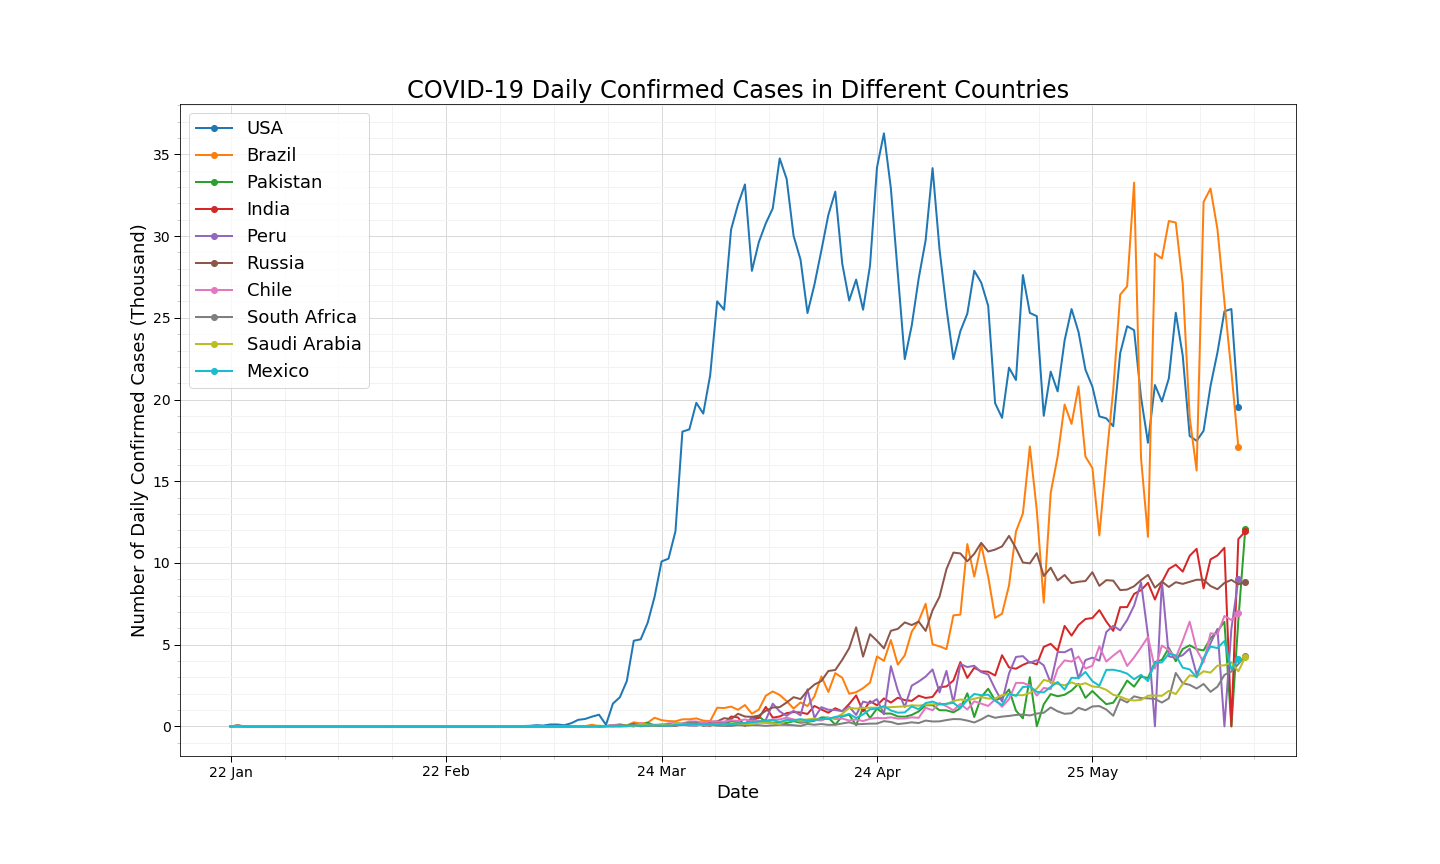 COVID-19 Daily Confirmed Cases in Different Countries
USA
Brazil
Pakistan
India
Peru
Russia
Chile
South Africa
Saudi Arabia
Mexico
Number of Daily Confirmed Cases (Thousand)
35
30
25
20
15
10
5
0
22 Jan
22 Feb
24 Mar
24 Apr
25 May
Date